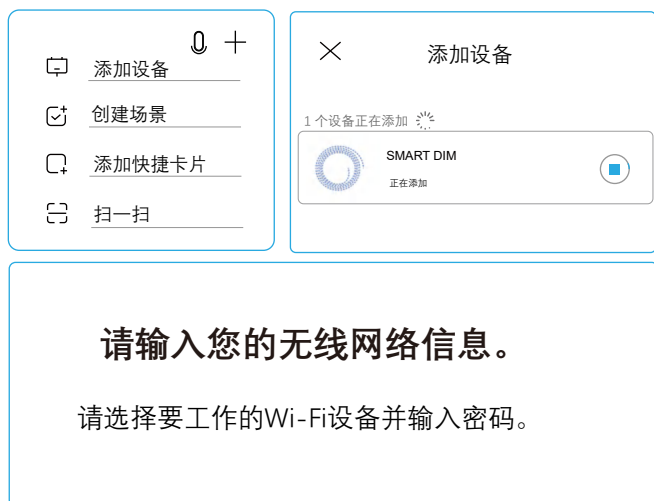 添加设备
创建场景
添加快捷卡片
扫一扫
添加设备
1 个设备正在添加
SMART DIM
正在添加
请输入您的无线网络信息。
请选择要工作的Wi-Fi设备并输入密码。